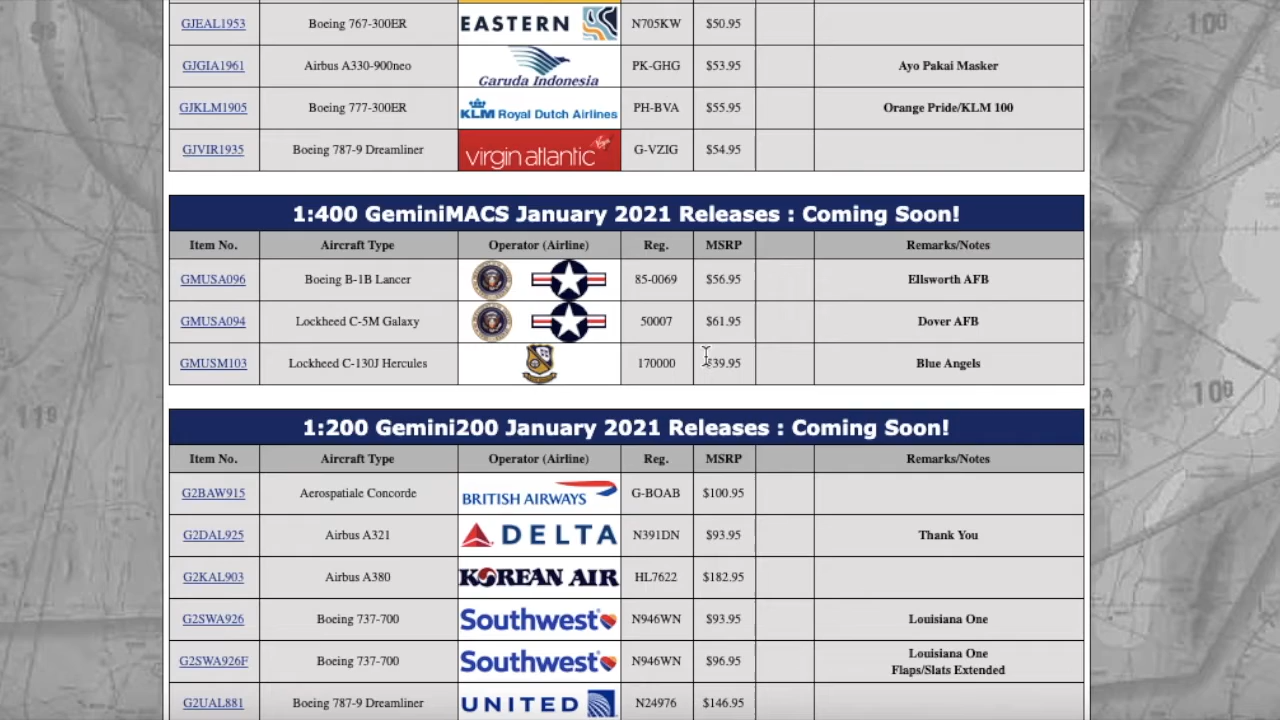 GJEAL1953 Boeing 767-300ER EASTERN N705KW $50.95
GJGIA1961 Airbus A330-900neo Garuda Indonesia PK-GHG $53.95 Ayo Pakai Masker
GJKLM1905 Boeing 777-300ER KLM Royal Dutch Airlines PH-BVA $55.95 Orange Pride/KLM 100
GJVIR1935 Boeing 787-9 Dreamliner virgin atlantic G-VZIG $54.95
1:400 GeminiMACS January 2021 Releases : Coming Soon!
Item No. Aircraft Type Operator (Airline) Reg. MSRP Remarks/Notes
GMUSA096 Boeing B-1B Lancer 85-0069 $56.95 Ellsworth AFB
GMUSA094 Lockheed C-5M Galaxy 50007 $61.95 Dover AFB
GMUSM103 Lockheed C-130J Hercules 170000 $39.95 Blue Angels
1:200 Gemini200 January 2021 Releases : Coming Soon!
Item No. Aircraft Type Operator (Airline) Reg. MSRP Remarks/Notes
G2BAW915 Aerospatiale Concorde BRITISH AIRWAYS G-BOAB $100.95
G2DAL925 Airbus A321 DELTA N391DN $93.95 Thank You
G2KAL903 Airbus A380 KOREAN AIR HL7622 $182.95
G2SWA926 Boeing 737-700 Southwest N946WN $93.95 Louisiana One
G2SWA926F Boeing 737-700 Southwest N946WN $96.95 Louisiana One
Flaps/Slats Extended
G2UAL881 Boeing 787-9 Dreamliner UNITED N24976 $146.95